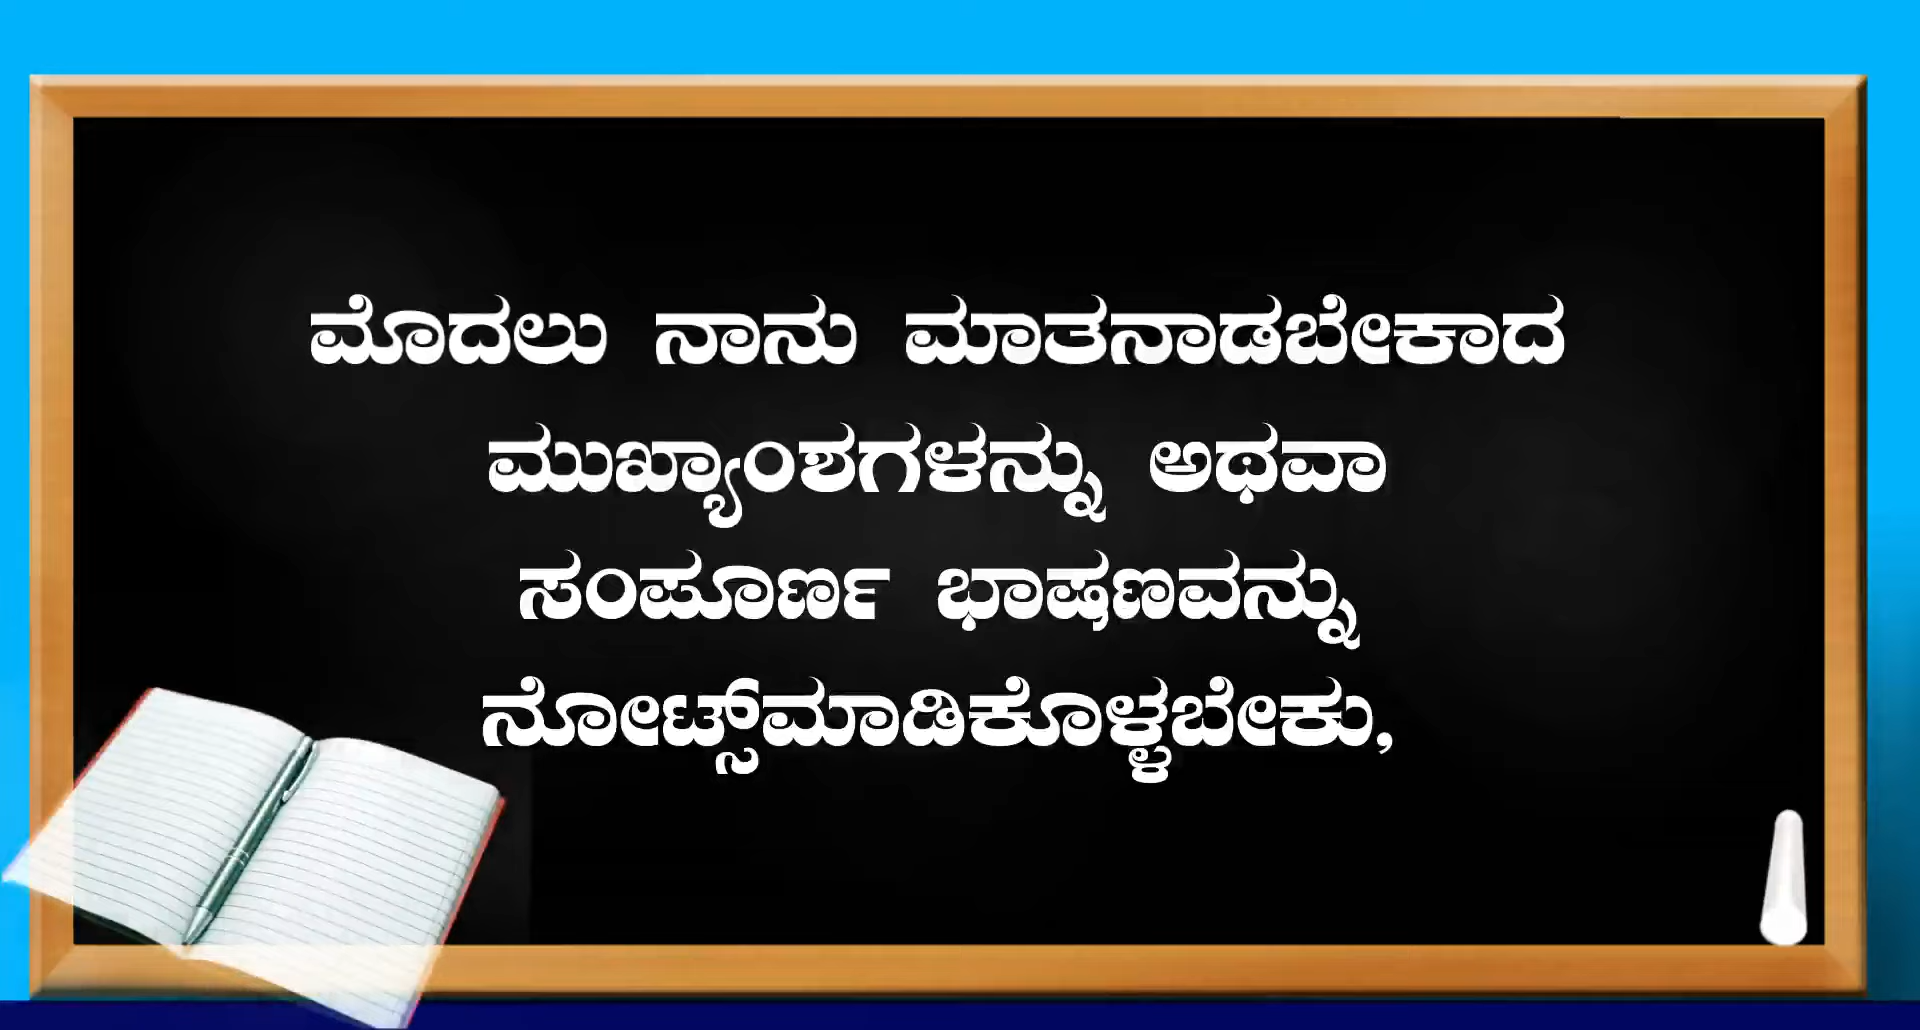 ಮೊದಲು ನಾನು ಮಾತನಾಡಬೇಕಾದ
ಮುಖ್ಯಾಂಶಗಳನ್ನು ಅಥವಾ
ಸಂಪೂರ್ಣ ಭಾಷಣವನ್ನು
ನೋಟ್ಸ್‌ಮಾಡಿಕೊಳ್ಳಬೇಕು,